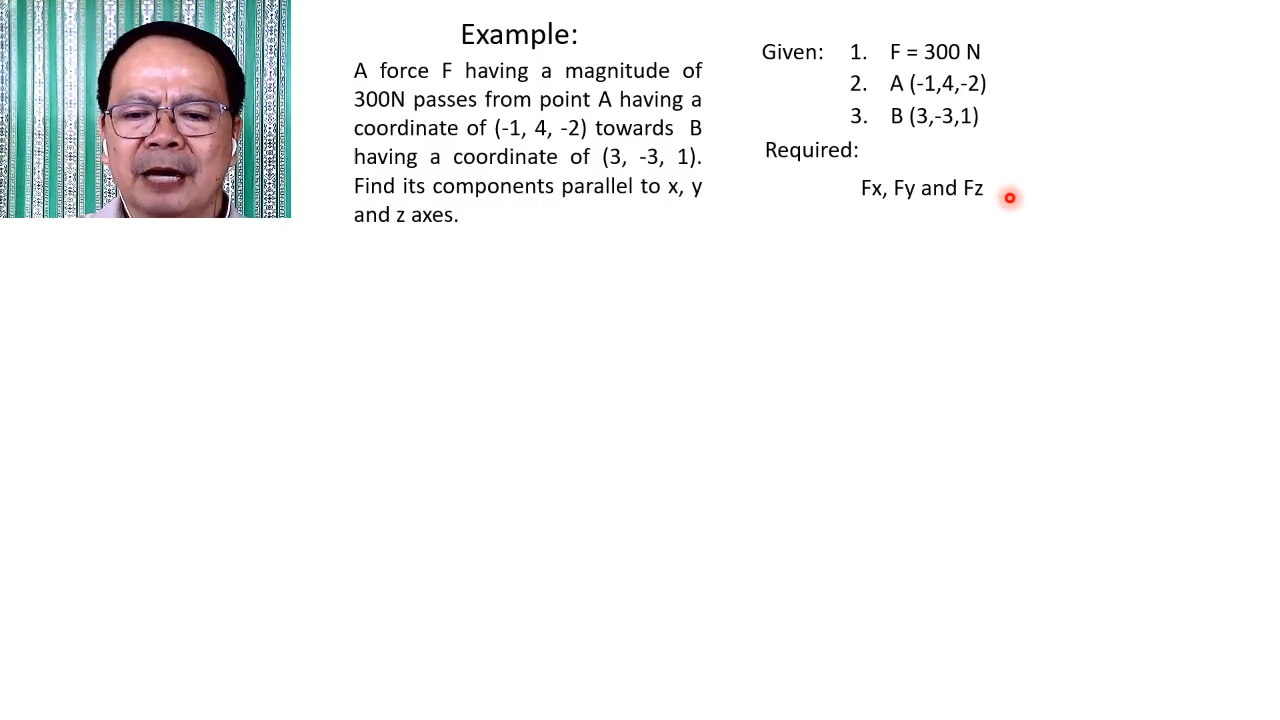 Example:
A force F having a magnitude of
300N passes from point A having a
coordinate of (-1, 4, -2) towards B
having a coordinate of (3, -3, 1).
Find its components parallel to x, y
and z axes.
Given: 1. F = 300 N
2. A (-1,4,-2)
3. B (3,-3,1)
Required:
Fx, Fy and Fz